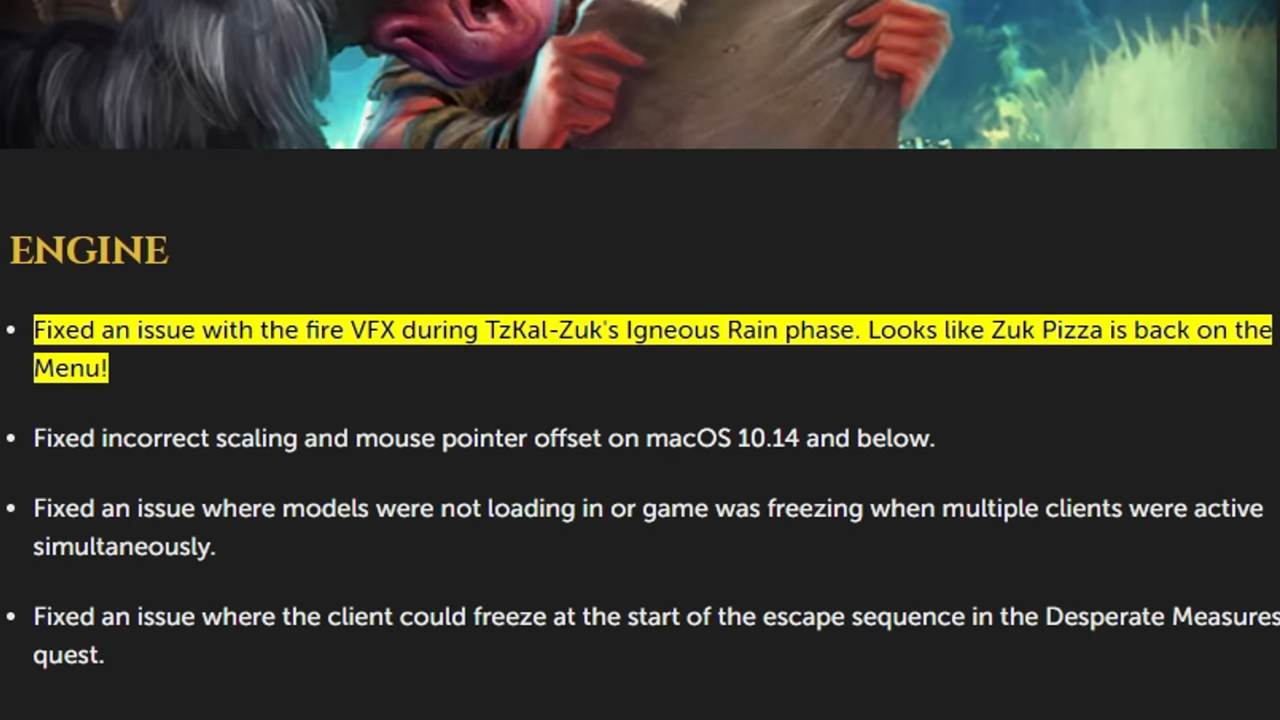 ENGINE
• Fixed an issue with the fire VFX during TzKal-Zuk's Igneous Rain phase. Looks like Zuk Pizza is back on the
Menu!
• Fixed incorrect scaling and mouse pointer offset on macOS 10.14 and below.
• Fixed an issue where models were not loading in or game was freezing when multiple clients were active
simultaneously.
• Fixed an issue where the client could freeze at the start of the escape sequence in the Desperate Measures
quest.